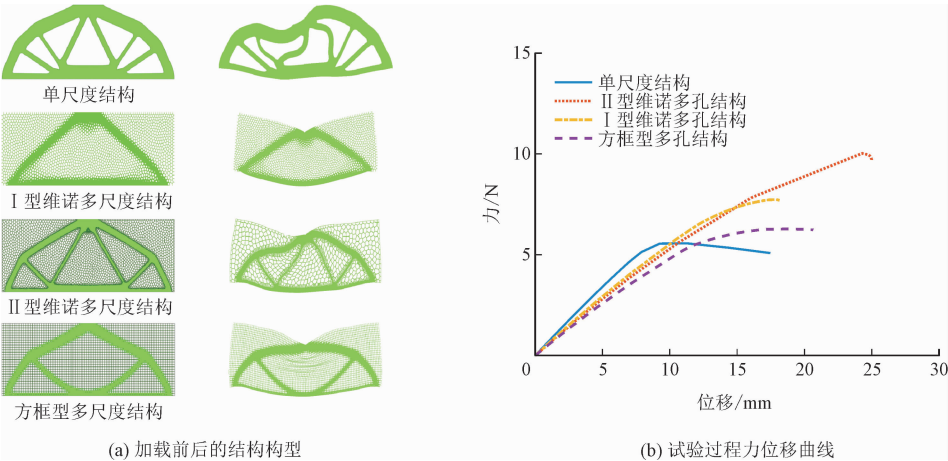 单尺度结构
Ⅰ型维诺多尺度结构
Ⅱ型维诺多尺度结构
方框型多尺度结构
(a) 加载前后的结构构型
15
10
5
0
5
10
15
20
25
30
力/N
位移/mm
单尺度结构
Ⅱ型维诺多孔结构
Ⅰ型维诺多孔结构
方框型多孔结构
(b) 试验过程力位移曲线